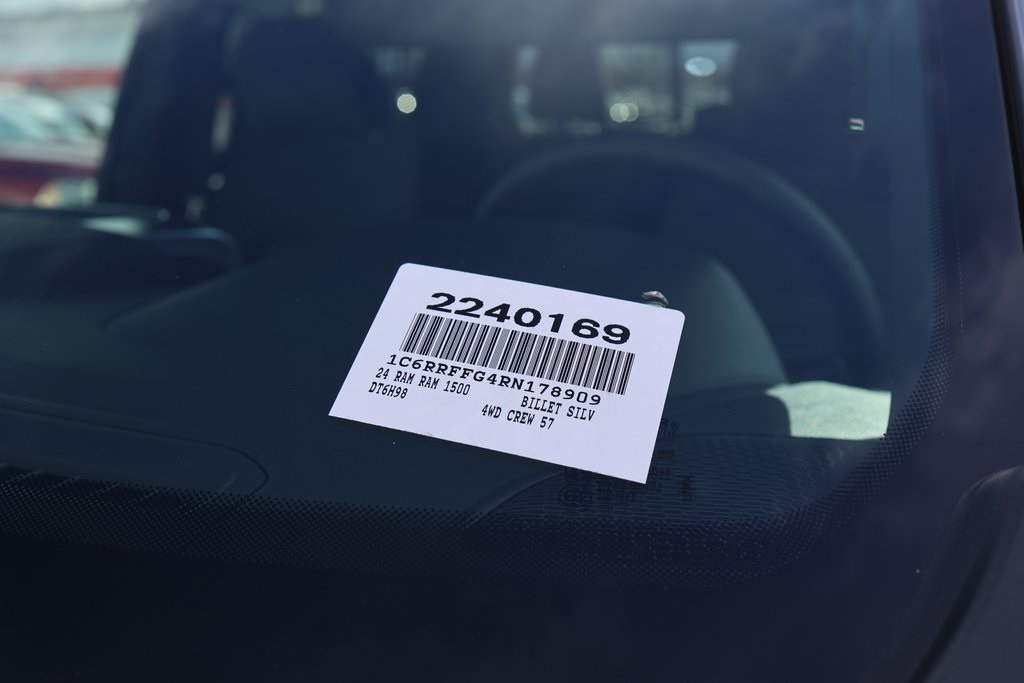 2240169
1C6RRFFG4RN178909
24 RAM RAM 1500 BILLET SILV
DT6H98 4WD CREW 57